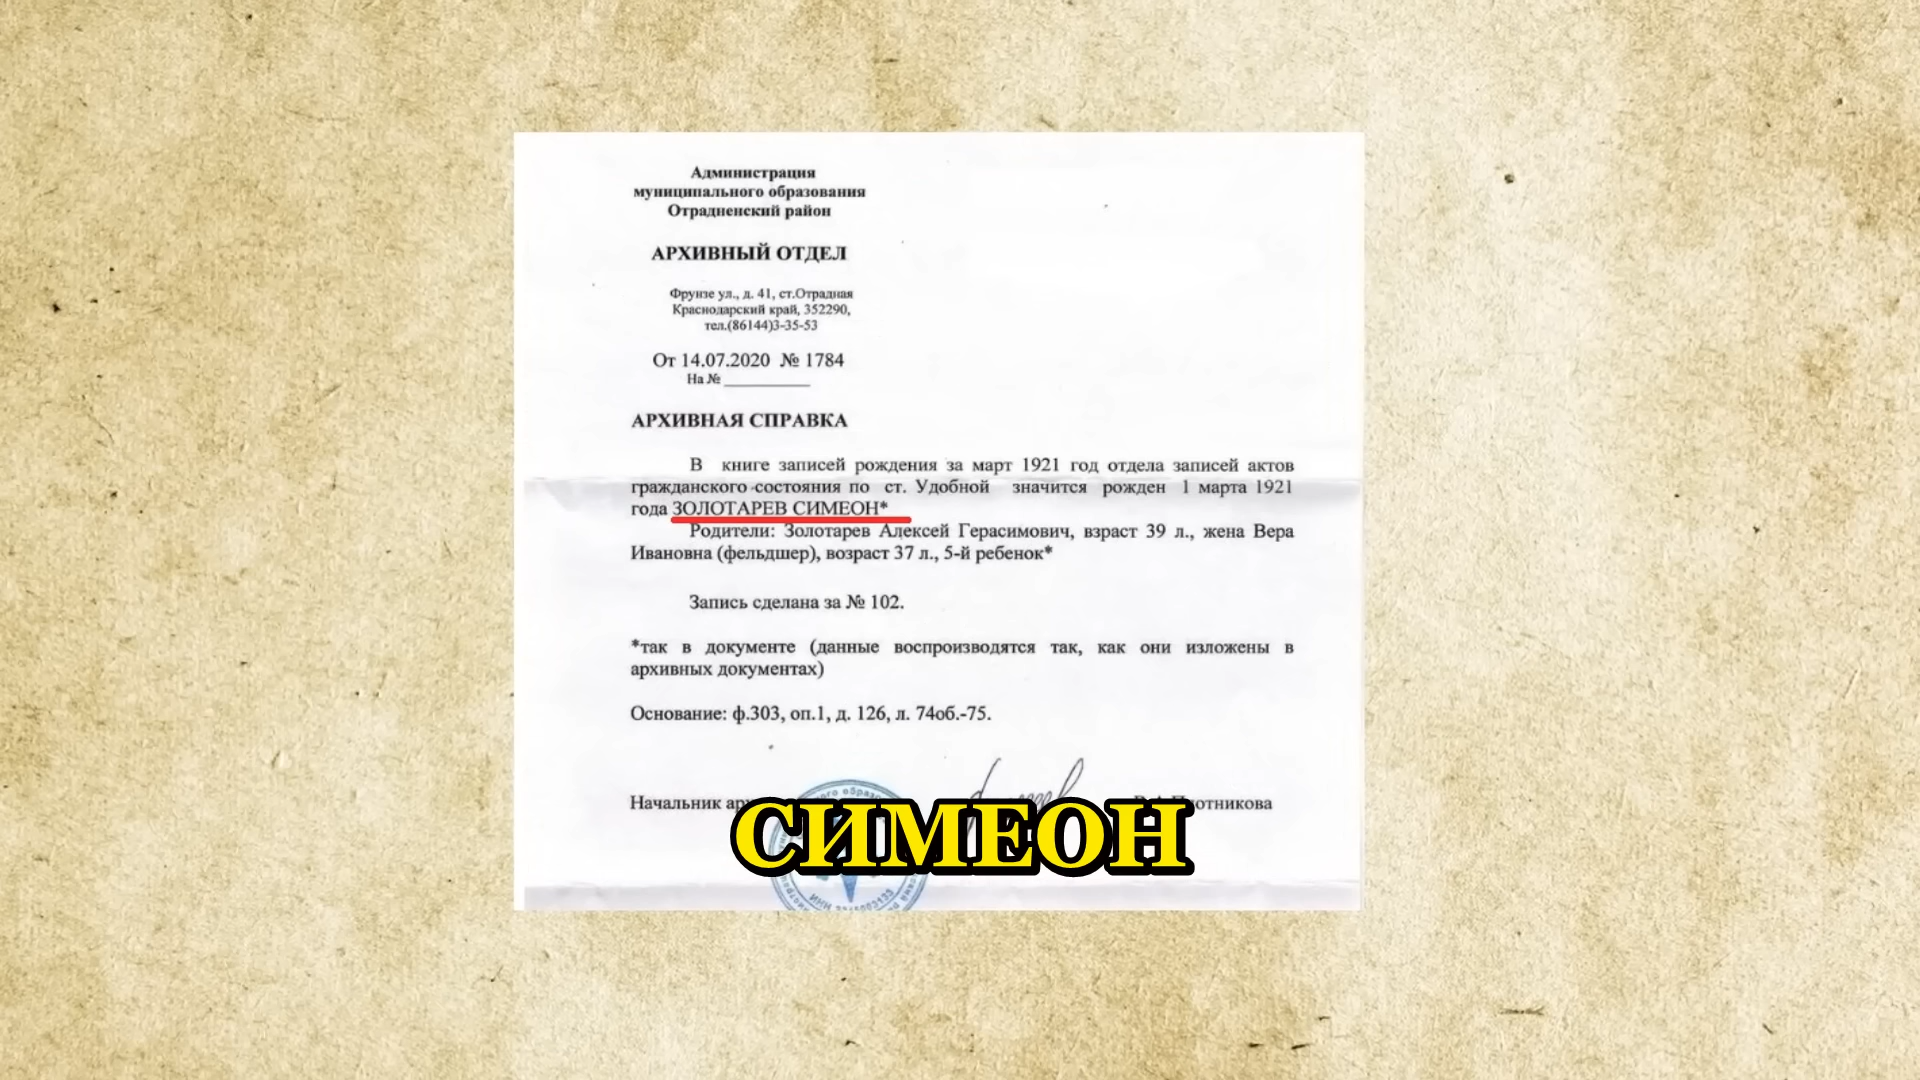 Администрация
муниципального образования
Отрадненский район
АРХИВНЫЙ ОТДЕЛ
Фрунзе ул., д. 41, ст.Отрадная
Краснодарский край, 352290,
тел.(86144)3-35-53
От 14.07.2020 № 1784
На № ___________
АРХИВНАЯ СПРАВКА
В книге записей рождения за март 1921 год отдела записей актов
гражданского состояния по ст. Удобной значится рожден 1 марта 1921
года ЗОЛОТАРЕВ СИМЕОН*
Родители: Золотарев Алексей Герасимович, взраст 39 л., жена Вера
Ивановна (фельдшер), возраст 37 л., 5-й ребенок*
Запись сделана за № 102.
*так в документе (данные воспроизводятся так, как они изложены в
архивных документах)
Основание: ф.303, оп.1, д. 126, л. 74об.-75.
Начальник
СИМЕОН